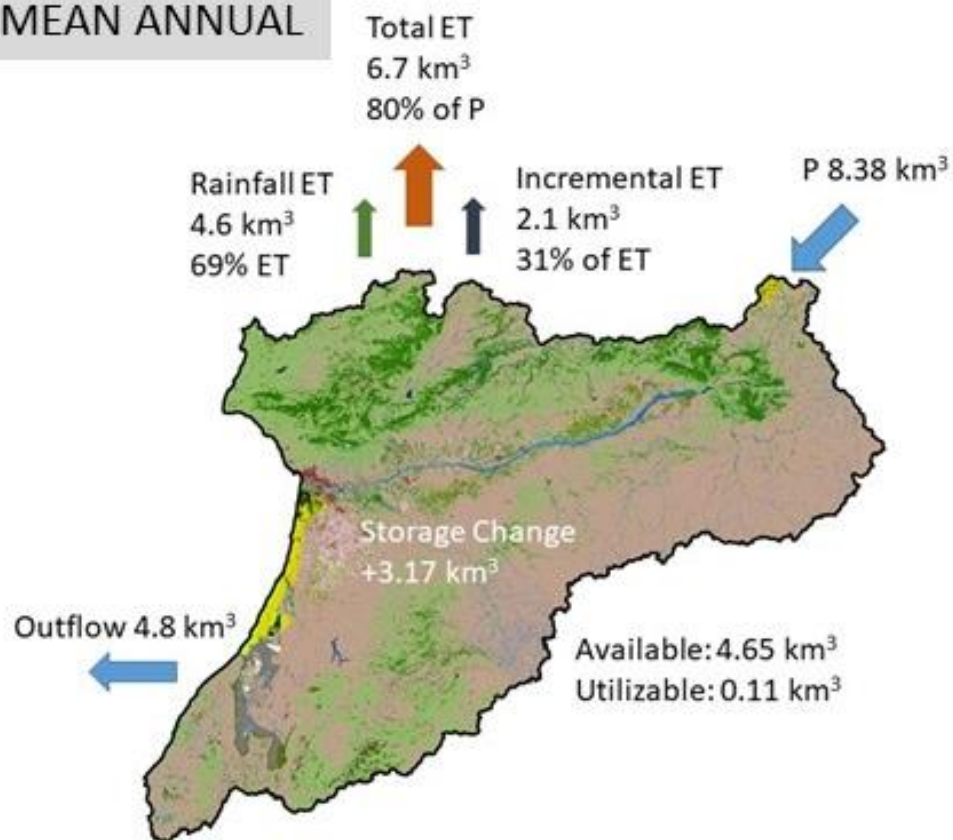 MEAN ANNUAL
Total ET
6.7 km³
80% of P
Rainfall ET
4.6 km³
69% ET
Incremental ET
2.1 km³
31% of ET
P 8.38 km³
Storage Change
+3.17 km³
Outflow 4.8 km³
Available: 4.65 km³
Utilizable: 0.11 km³